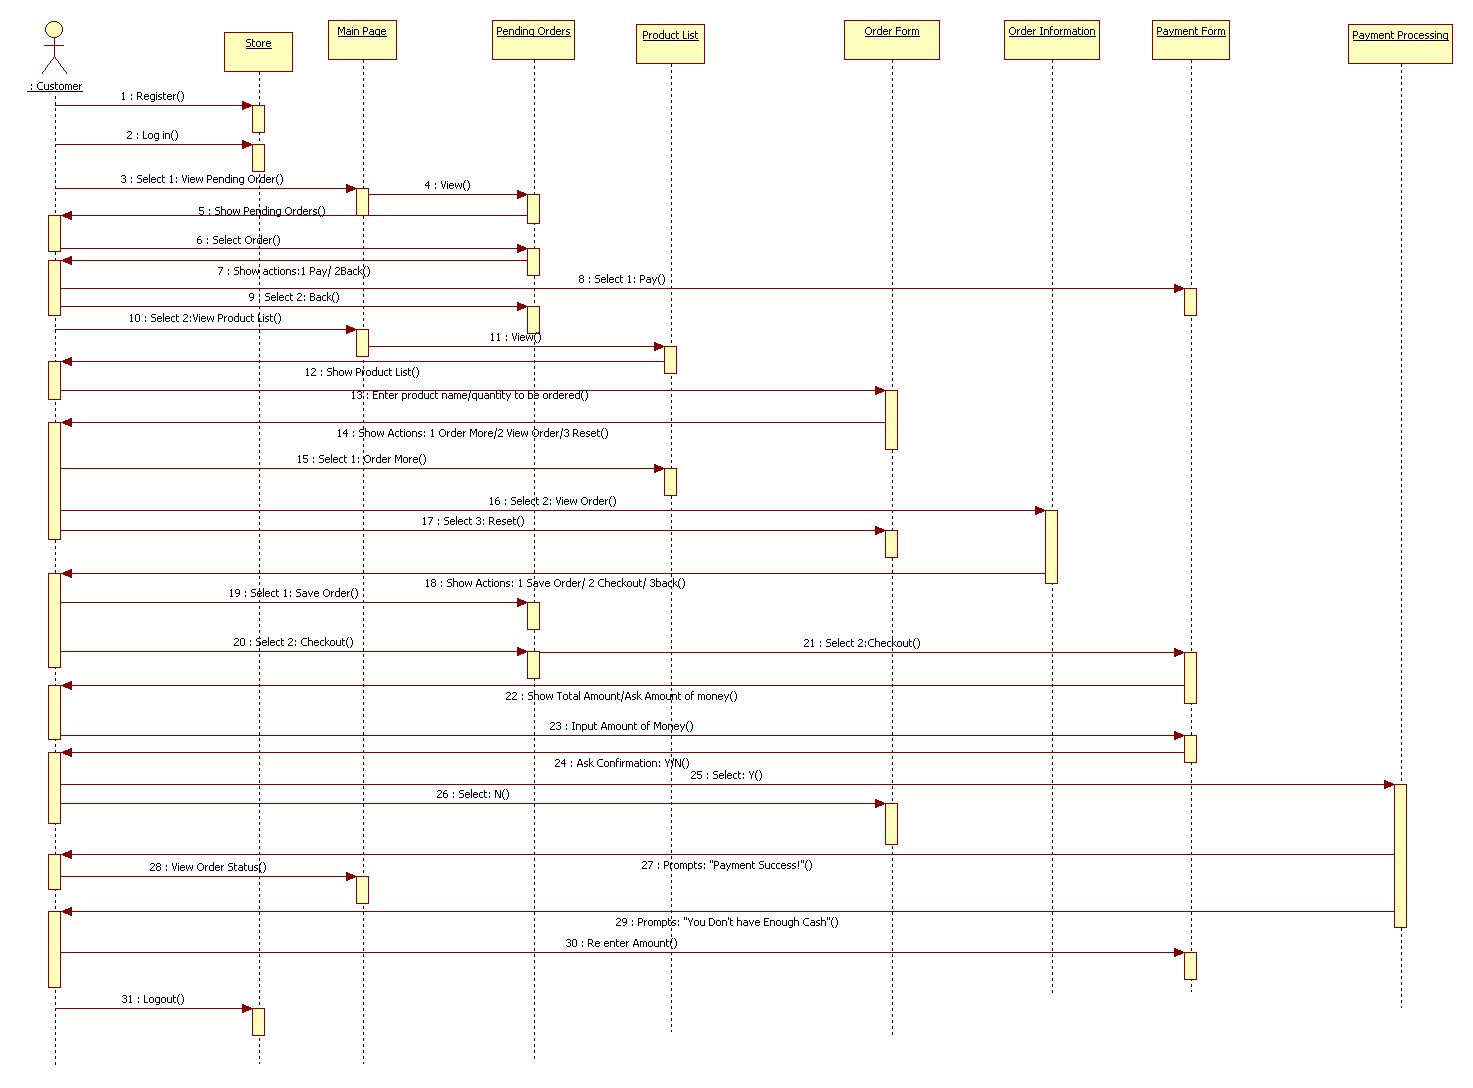 Store
Main Page
Pending Orders
Product List
Order Form
Order Information
Payment Form
Payment Processing
: Customer
1 : Register()
2 : Log in()
3 : Select 1: View Pending Order()
4 : View()
5 : Show Pending Orders()
6 : Select Order()
7 : Show actions:1 Pay/ 2Back()
8 : Select 1: Pay()
9 : Select 2: Back()
10 : Select 2:View Product List()
11 : View()
12 : Show Product List()
13 : Enter product name/quantity to be ordered()
14 : Show Actions: 1 Order More/2 View Order/3 Reset()
15 : Select 1: Order More()
16 : Select 2: View Order()
17 : Select 3: Reset()
18 : Show Actions: 1 Save Order/ 2 Checkout/ 3back()
19 : Select 1: Save Order()
20 : Select 2: Checkout()
21 : Select 2:Checkout()
22 : Show Total Amount/Ask Amount of money()
23 : Input Amount of Money()
24 : Ask Confirmation: Y/N()
25 : Select: Y()
26 : Select: N()
27 : Prompts: "Payment Success!"()
28 : View Order Status()
29 : Prompts: "You Don't have Enough Cash"()
30 : Re enter Amount()
31 : Logout()